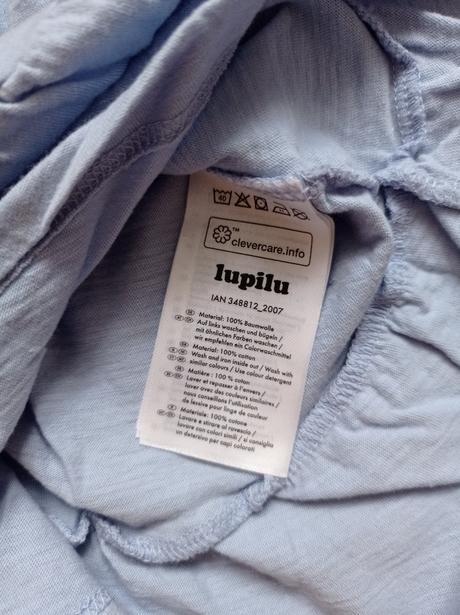 40
clevercare.info
™
lupilu
IAN 348812_2007
Material: 100% Baumwolle
Auf links waschen und bügeln /
mit ähnlichen Farben waschen /
wir empfehlen ein Colorwaschmittel
Material: 100% cotton
Wash and iron inside out / Wash with
similar colours / Use colour detergent
Matière : 100 % coton
Laver et repasser à l'envers /
laver avec des couleurs similaires /
nous conseillons l'utilisation
de lessive pour linge de couleur
Materiale: 100% cotone
Lavare e stirare al rovescio /
lavare con colori simili / si consiglia
un detersivo per capi colorati